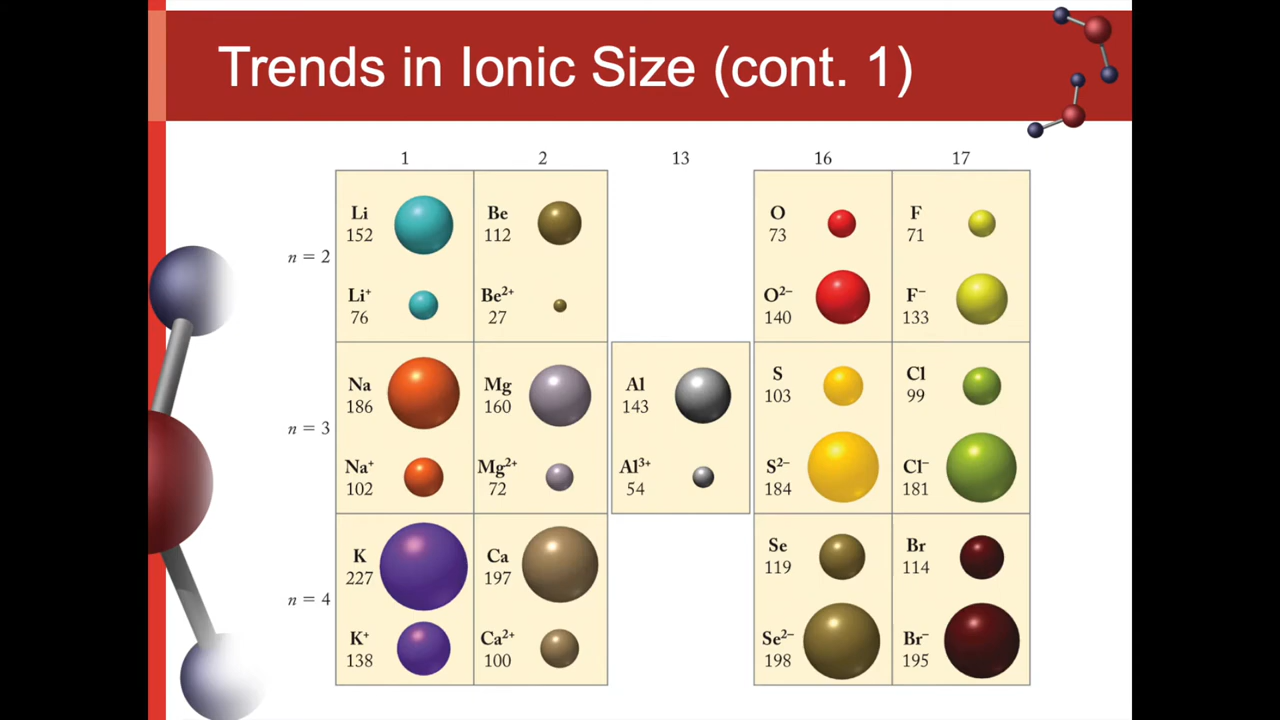 Trends in Ionic Size (cont. 1)
1 2 13 16 17
n = 2
Li
152
Li⁺
76
Be
112
Be²⁺
27
O
73
O²⁻
140
F
71
F⁻
133
n = 3
Na
186
Na⁺
102
Mg
160
Mg²⁺
72
Al
143
Al³⁺
54
S
103
S²⁻
184
Cl
99
Cl⁻
181
n = 4
K
227
K⁺
138
Ca
197
Ca²⁺
100
Se
119
Se²⁻
198
Br
114
Br⁻
195